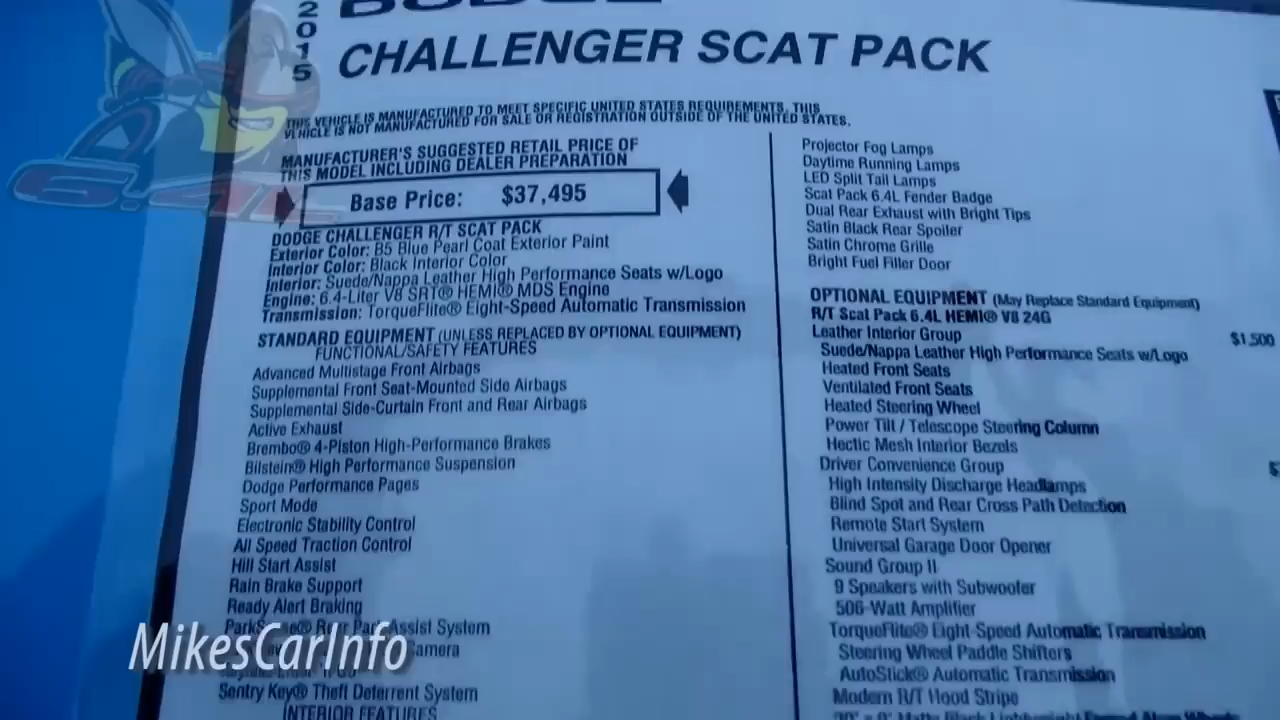 2015
CHALLENGER SCAT PACK
THIS VEHICLE IS MANUFACTURED TO MEET SPECIFIC UNITED STATES REQUIREMENTS. THIS
VEHICLE IS NOT MANUFACTURED FOR SALE OR REGISTRATION OUTSIDE OF THE UNITED STATES.
MANUFACTURER'S SUGGESTED RETAIL PRICE OF
THIS MODEL INCLUDING DEALER PREPARATION
Base Price: $37,495
DODGE CHALLENGER R/T SCAT PACK
Exterior Color: B5 Blue Pearl Coat Exterior Paint
Interior Color: Black Interior Color
Interior: Suede/Nappa Leather High Performance Seats w/Logo
Engine: 6.4-Liter V8 SRT® HEMI® MDS Engine
Transmission: TorqueFlite® Eight-Speed Automatic Transmission
STANDARD EQUIPMENT (UNLESS REPLACED BY OPTIONAL EQUIPMENT)
FUNCTIONAL/SAFETY FEATURES
Advanced Multistage Front Airbags
Supplemental Front Seat-Mounted Side Airbags
Supplemental Side-Curtain Front and Rear Airbags
Active Exhaust
Brembo® 4-Piston High-Performance Brakes
Bilstein® High Performance Suspension
Dodge Performance Pages
Sport Mode
Electronic Stability Control
All Speed Traction Control
Hill Start Assist
Rain Brake Support
Ready Alert Braking
ParkSense® Rear Park Assist System
Camera
Sentry Key® Theft Deterrent System
INTERIOR FEATURES
Projector Fog Lamps
Daytime Running Lamps
LED Split Tail Lamps
Scat Pack 6.4L Fender Badge
Dual Rear Exhaust with Bright Tips
Satin Black Rear Spoiler
Satin Chrome Grille
Bright Fuel Filler Door
OPTIONAL EQUIPMENT (May Replace Standard Equipment)
R/T Scat Pack 6.4L HEMI® V8 24G
Leather Interior Group $1,500
Suede/Nappa Leather High Performance Seats w/Logo
Heated Front Seats
Ventilated Front Seats
Heated Steering Wheel
Power Tilt / Telescope Steering Column
Hectic Mesh Interior Bezels
Driver Convenience Group
High Intensity Discharge Headlamps
Blind Spot and Rear Cross Path Detection
Remote Start System
Universal Garage Door Opener
Sound Group II
9 Speakers with Subwoofer
506-Watt Amplifier
TorqueFlite® Eight-Speed Automatic Transmission
Steering Wheel Paddle Shifters
AutoStick® Automatic Transmission
Modern R/T Hood Stripe
6.4L
MikesCarInfo